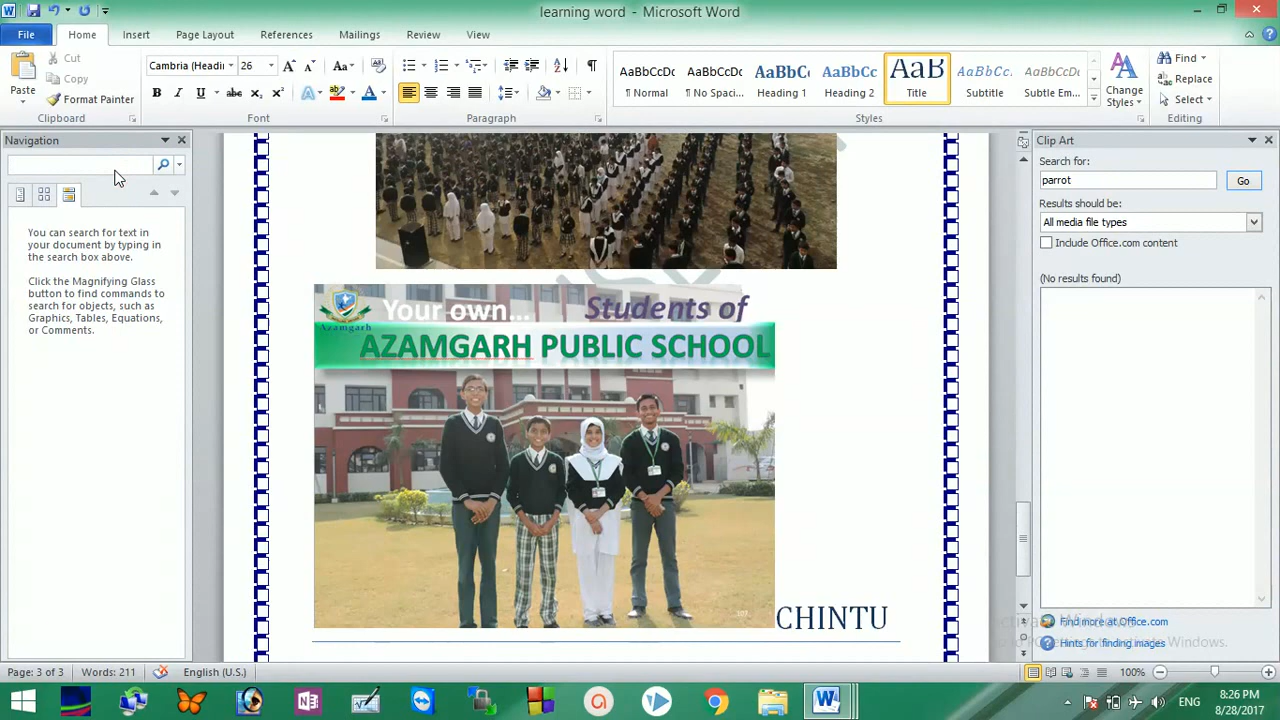 learning word - Microsoft Word
File Home Insert Page Layout References Mailings Review View
Paste
Cut
Copy
Format Painter
Clipboard
Cambria (Headi 26
Font
Paragraph
AaBbCcDc AaBbCcDc AaBbCc AaBbCc AaB AaBbCc. AaBbCcDc
¶ Normal ¶ No Spaci... Heading 1 Heading 2 Title Subtitle Subtle Em...
Styles
Change
Styles
Find
Replace
Select
Editing
Navigation
You can search for text in
your document by typing in
the search box above.
Click the Magnifying Glass
button to find commands to
search for objects, such as
Graphics, Tables, Equations,
or Comments.
Azamgarh
Your own... Students of
AZAMGARH PUBLIC SCHOOL
CHINTU
Clip Art
Search for:
parrot
Go
Results should be:
All media file types
Include Office.com content
(No results found)
Find more at Office.com
Hints for finding images
Page: 3 of 3 Words: 211 English (U.S.) 100%
ENG
8:26 PM
8/28/2017